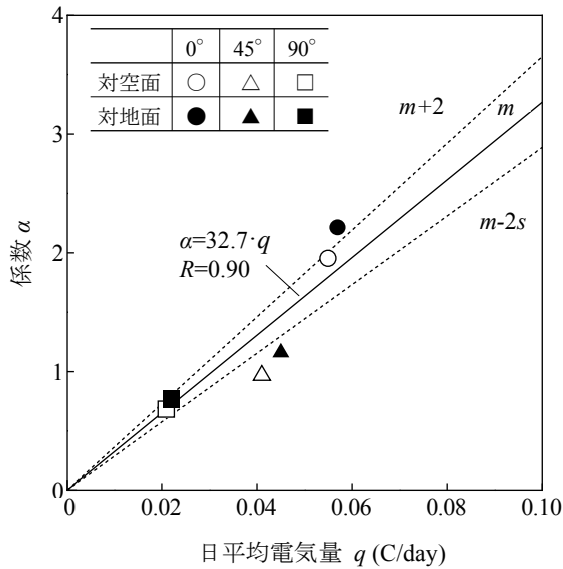 4
0° 45° 90°
対空面 ○ △ □
対地面 ● ▲ ■
m+2
m
3
m-2s
α=32.7·q
R=0.90
2
1
0
係数 α
0 0.02 0.04 0.06 0.08 0.10
日平均電気量 q (C/day)